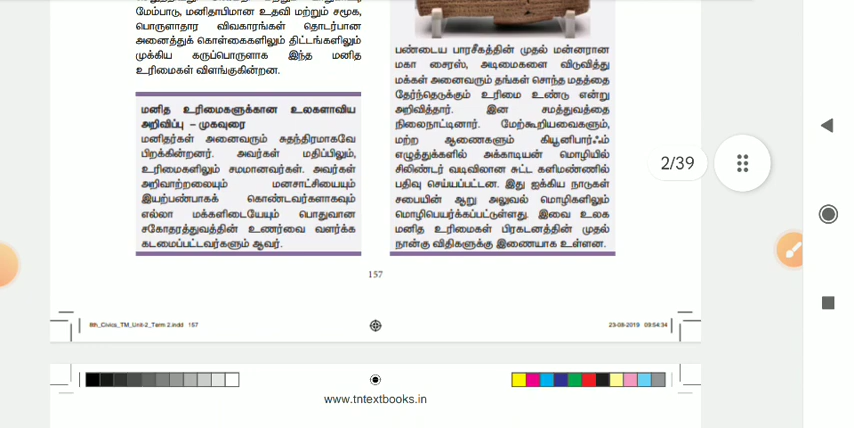 மேம்பாடு, மனிதாபிமான உதவி மற்றும் சமூக,
பொருளாதார விவகாரங்கள் தொடர்பான
அனைத்துக் கொள்கைகளிலும் திட்டங்களிலும்
முக்கிய கருப்பொருளாக இந்த மனித
உரிமைகள் விளங்குகின்றன.
மனித உரிமைகளுக்கான உலகளாவிய
அறிவிப்பு – முகவுரை
மனிதர்கள் அனைவரும் சுதந்திரமாகவே
பிறக்கின்றனர். அவர்கள் மதிப்பிலும்,
உரிமைகளிலும் சமமானவர்கள். அவர்கள்
அறிவாற்றலையும் மனசாட்சியையும்
இயற்பண்பாகக் கொண்டவர்களாகவும்
எல்லா மக்களிடையேயும் பொதுவான
சகோதரத்துவத்தின் உணர்வை வளர்க்க
கடமைப்பட்டவர்களும் ஆவர்.
பண்டைய பாரசீகத்தின் முதல் மன்னரான
மகா சைரஸ், அடிமைகளை விடுவித்து
மக்கள் அனைவரும் தங்கள் சொந்த மதத்தை
தேர்ந்தெடுக்கும் உரிமை உண்டு என்று
அறிவித்தார். இன சமத்துவத்தை
நிலைநாட்டினார். மேற்கூறியவைகளும்,
மற்ற ஆணைகளும் கியூனிபார்ஃம்
எழுத்துக்களில் அக்காடியன் மொழியில்
சிலிண்டர் வடிவிலான சுட்ட களிமண்ணில்
பதிவு செய்யப்பட்டன. இது ஐக்கிய நாடுகள்
சபையின் ஆறு அலுவல் மொழிகளிலும்
மொழிபெயர்க்கப்பட்டுள்ளது. இவை உலக
மனித உரிமைகள் பிரகடனத்தின் முதல்
நான்கு விதிகளுக்கு இணையாக உள்ளன.
2/39
157
8th_Civics_TM_Unit-2_Term 2.indd 157
23-08-2019 03:54:34
www.tntextbooks.in